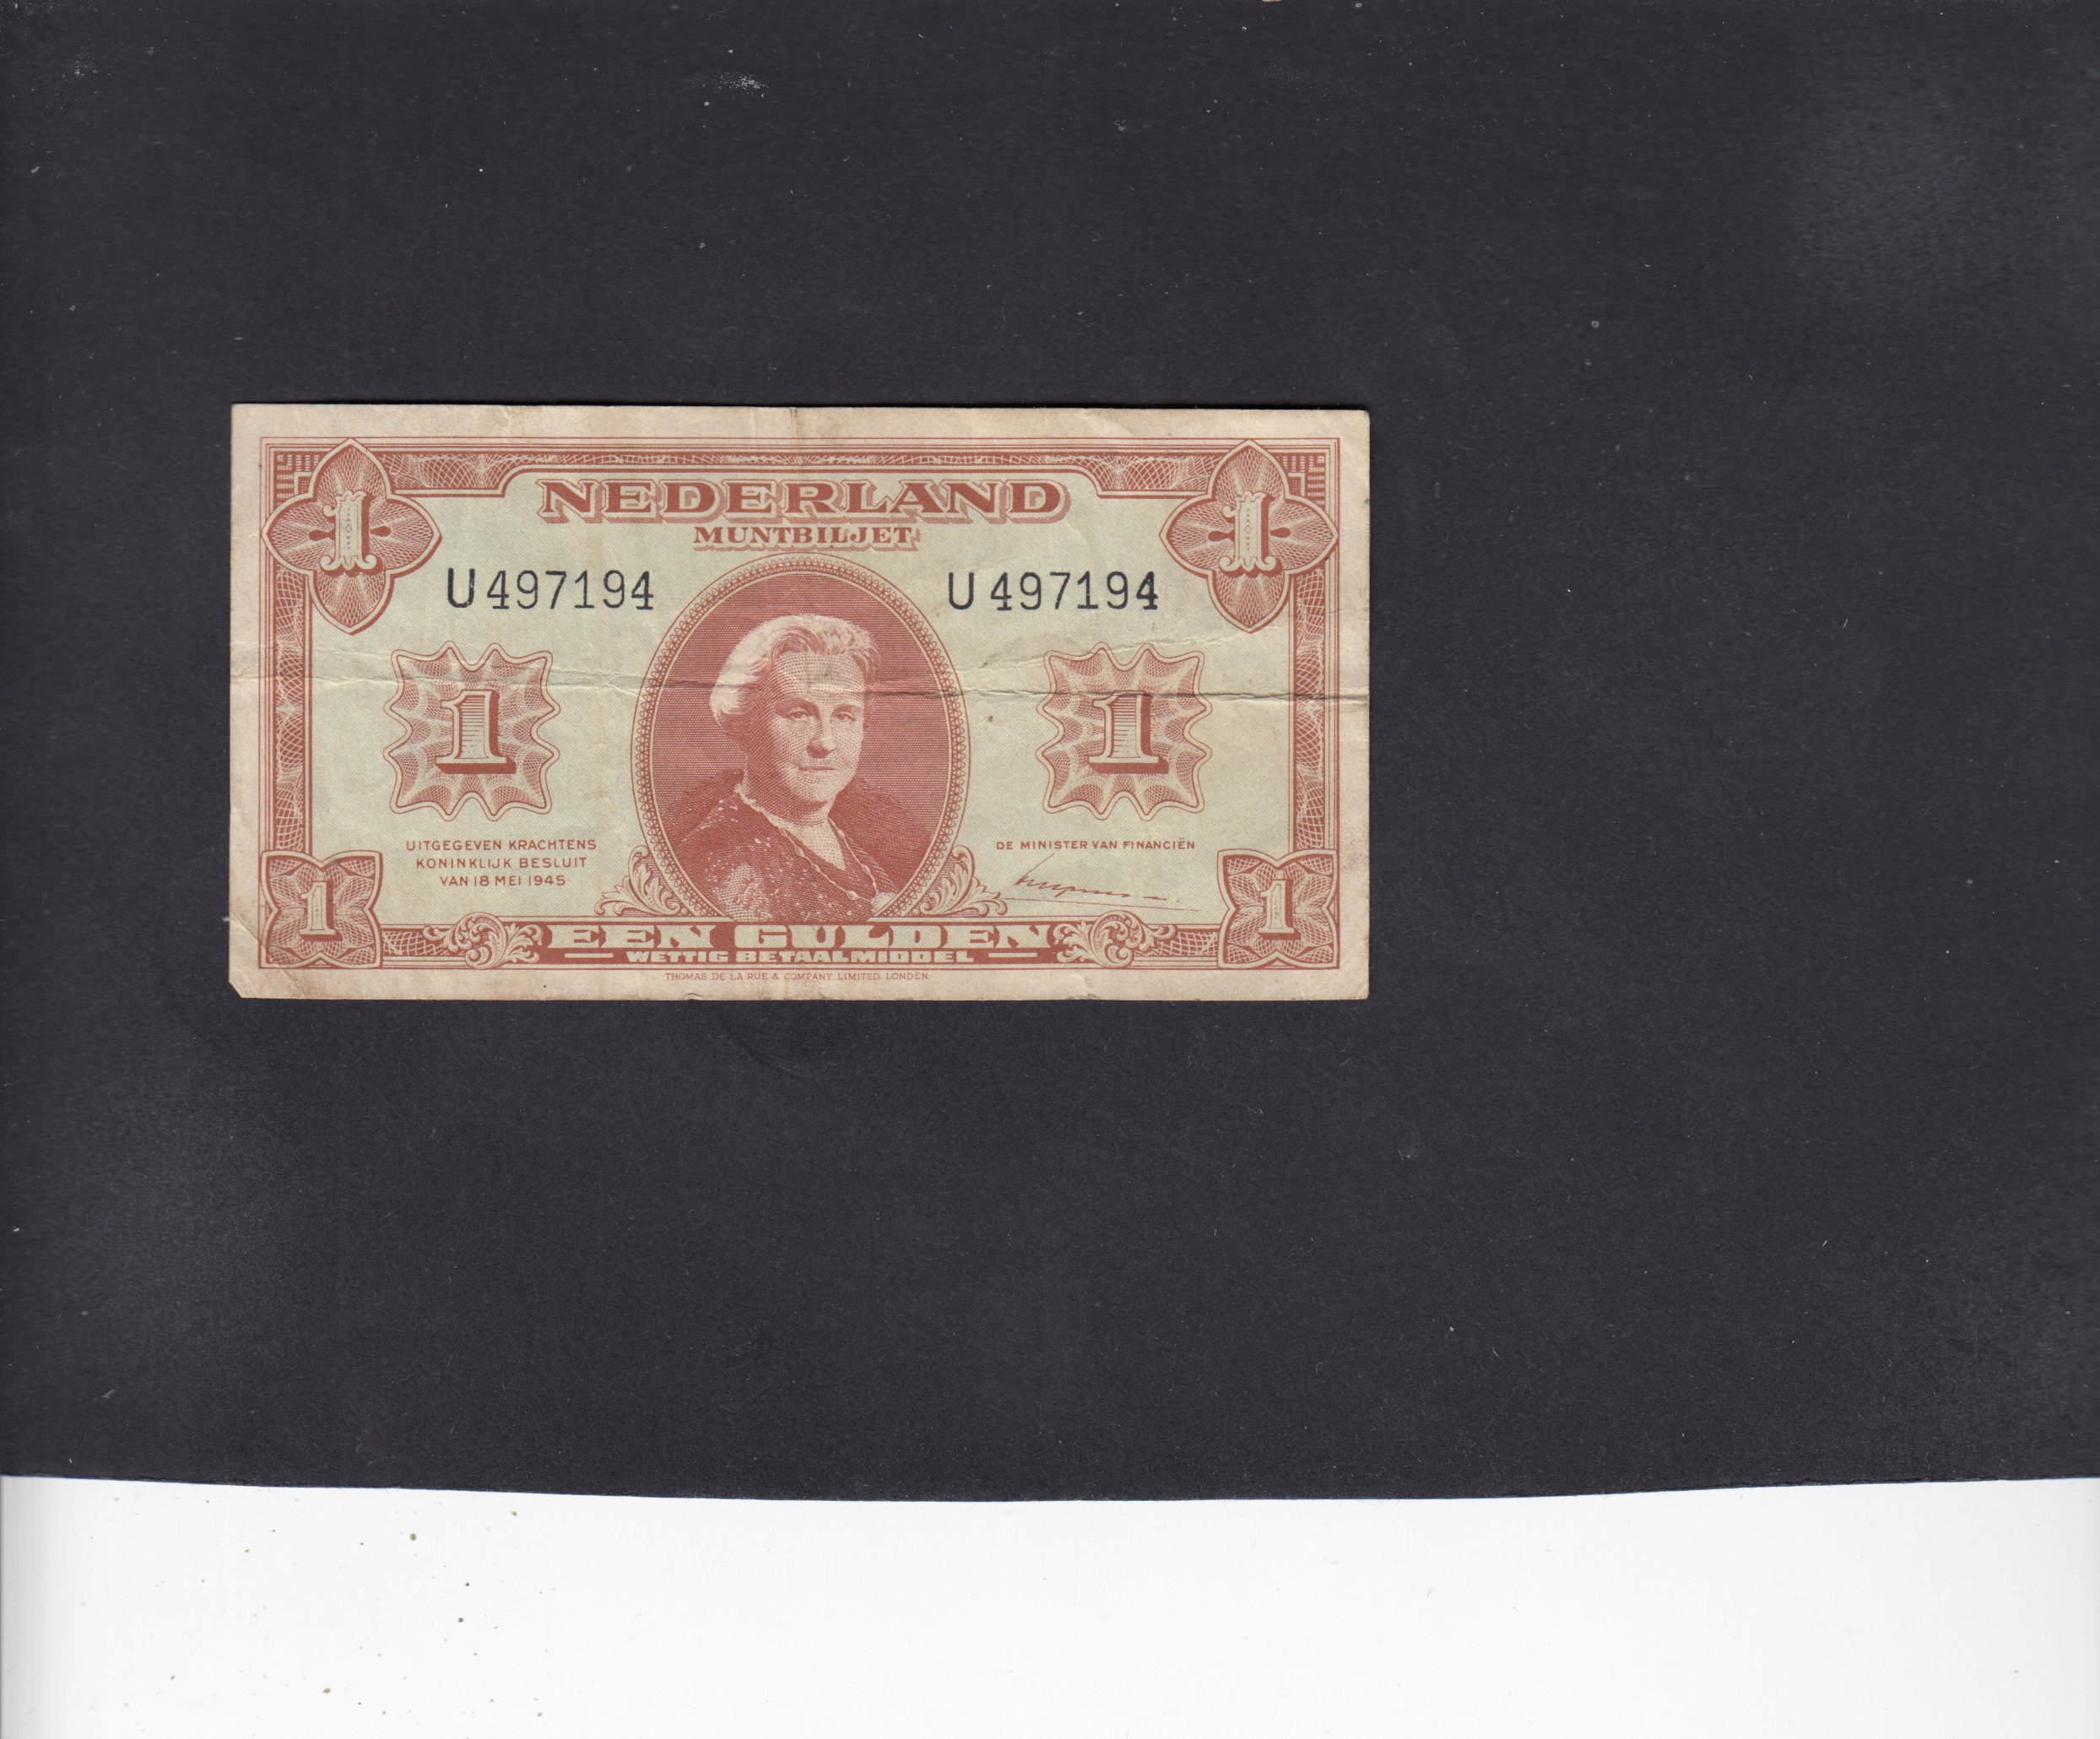 NEDERLAND
MUNTBILJET
1 1
U 497194 U 497194
1 1
UITGEGEVEN KRACHTENS
KONINKLIJK BESLUIT
VAN 18 MEI 1945
DE MINISTER VAN FINANCIËN
1 1
EEN GULDEN
WETTIG BETAALMIDDEL
THOMAS DE LA RUE & COMPANY, LIMITED, LONDEN.